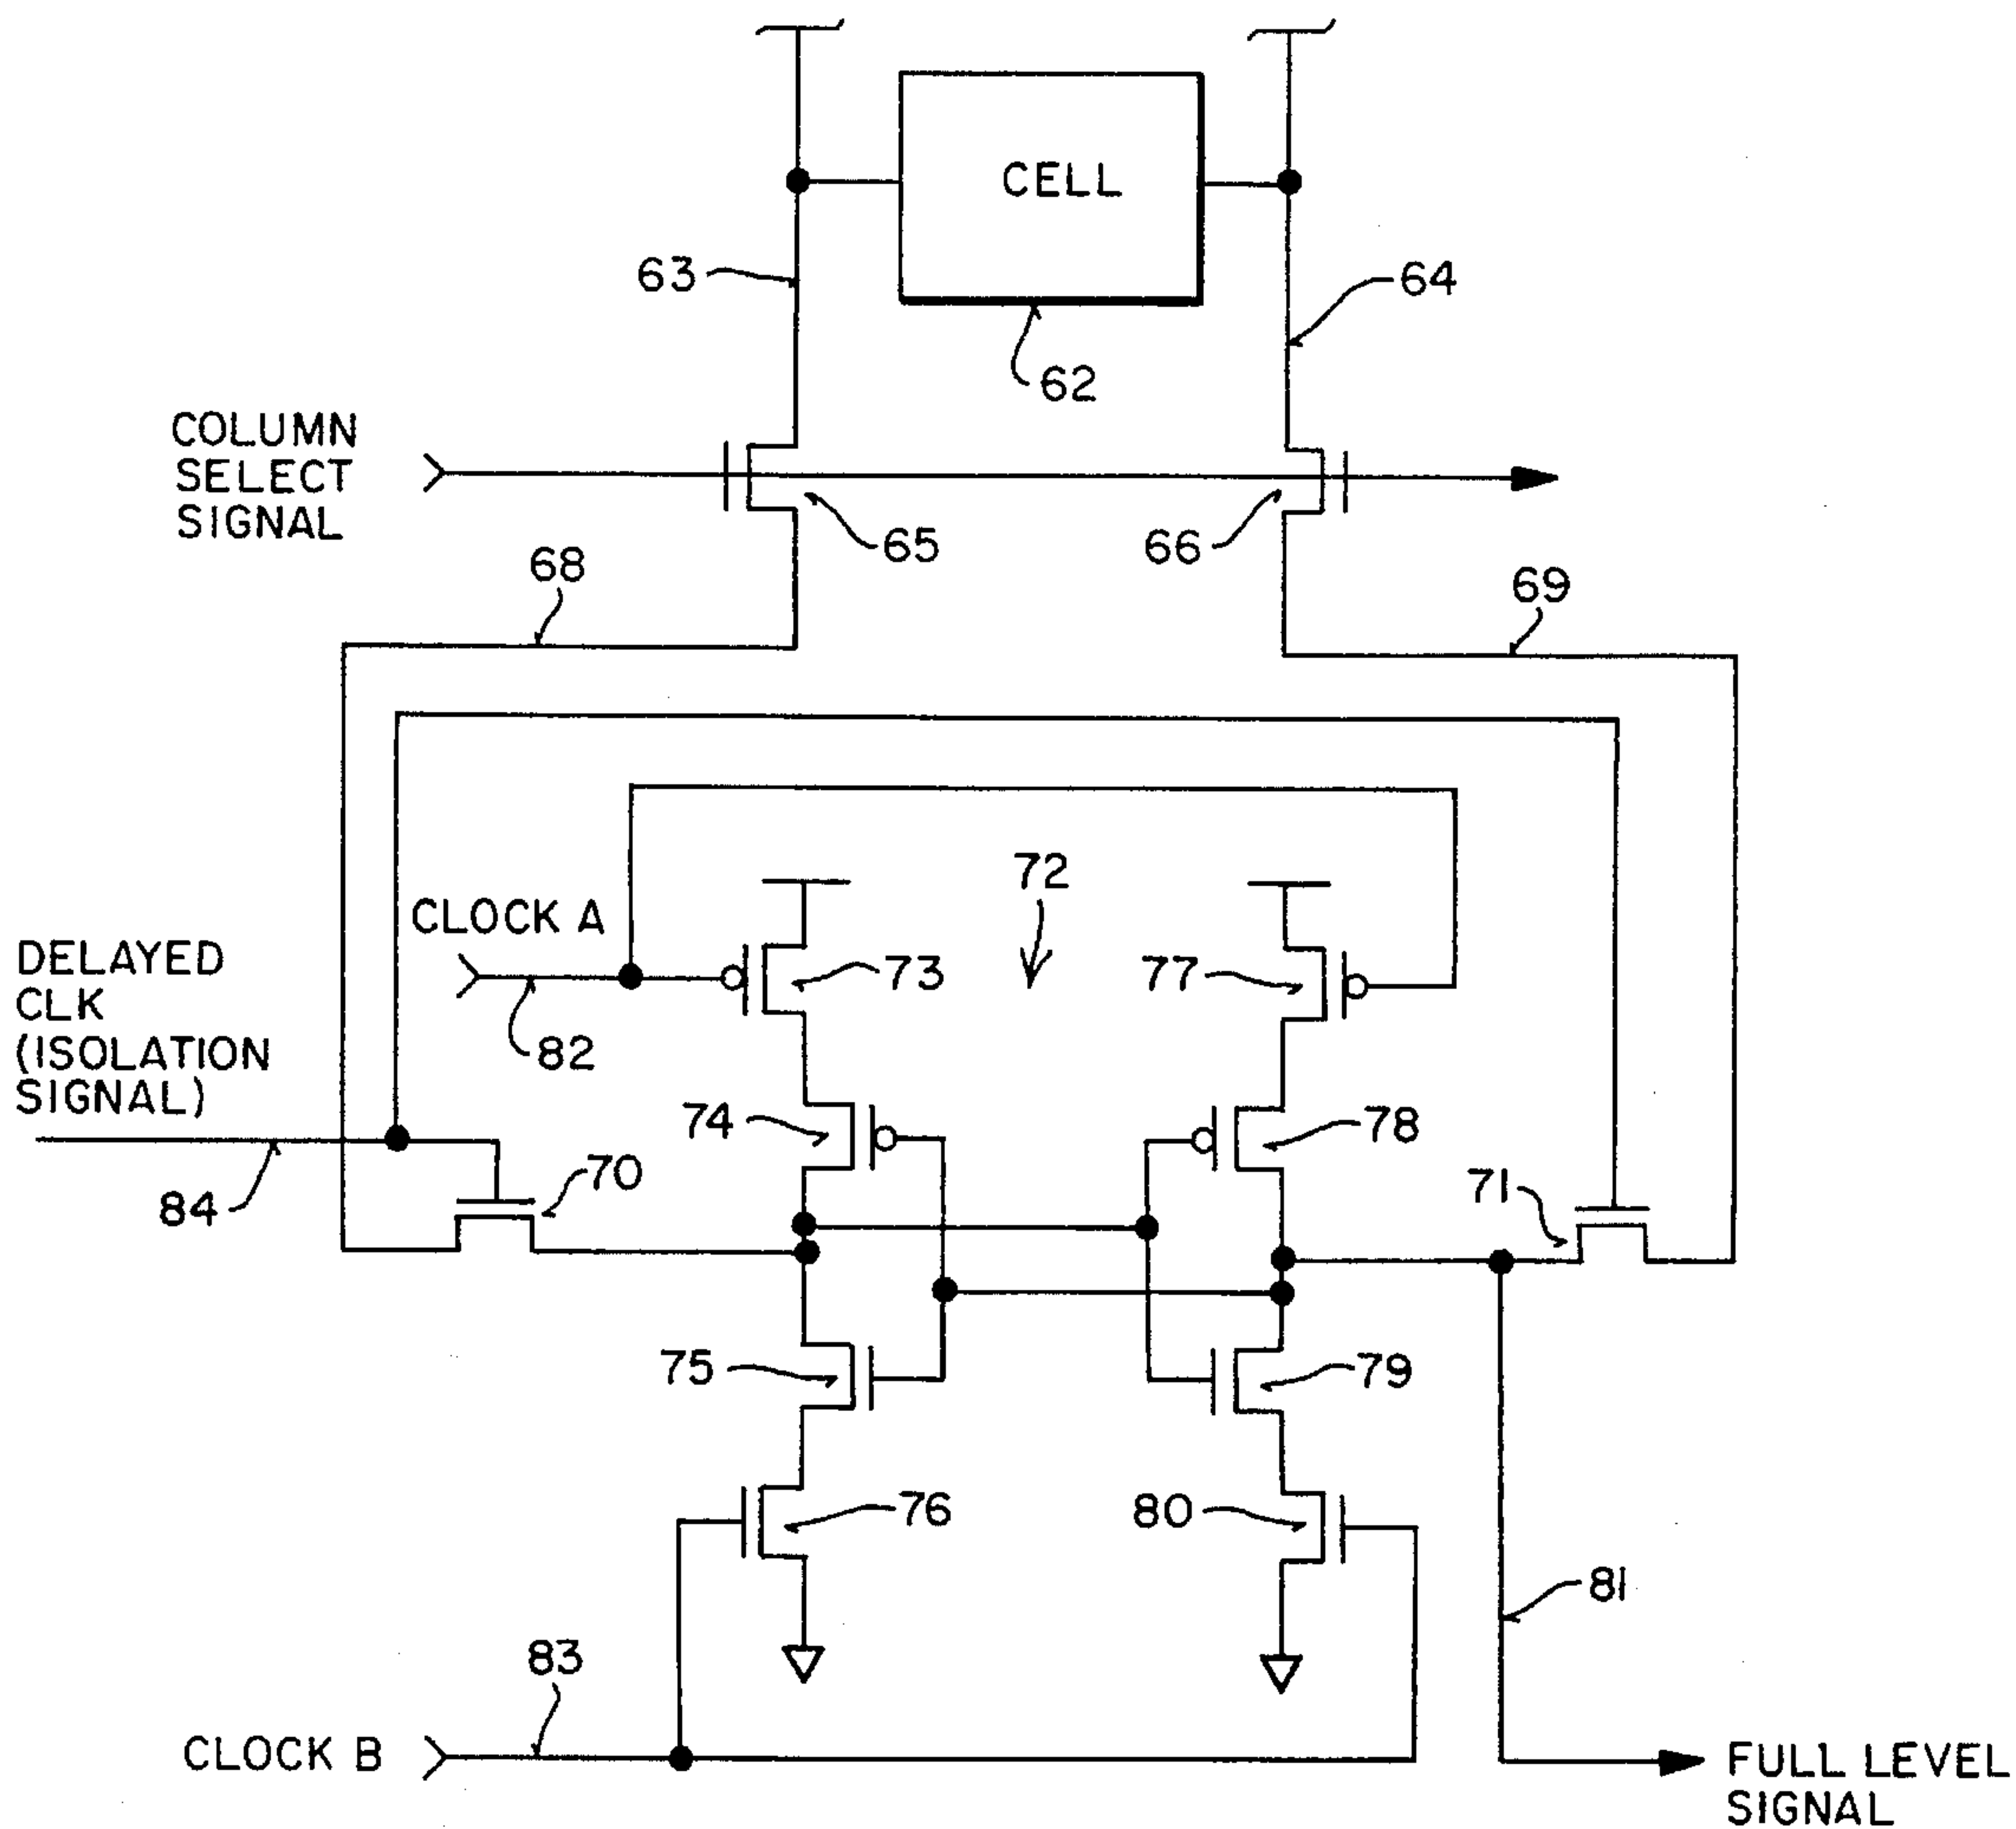 CELL
63
64
62
COLUMN
SELECT
SIGNAL
65
66
68
69
72
CLOCK A
DELAYED
CLK
(ISOLATION
SIGNAL)
73
77
82
74
78
70
71
84
75
79
76
80
81
83
CLOCK B
FULL LEVEL
SIGNAL